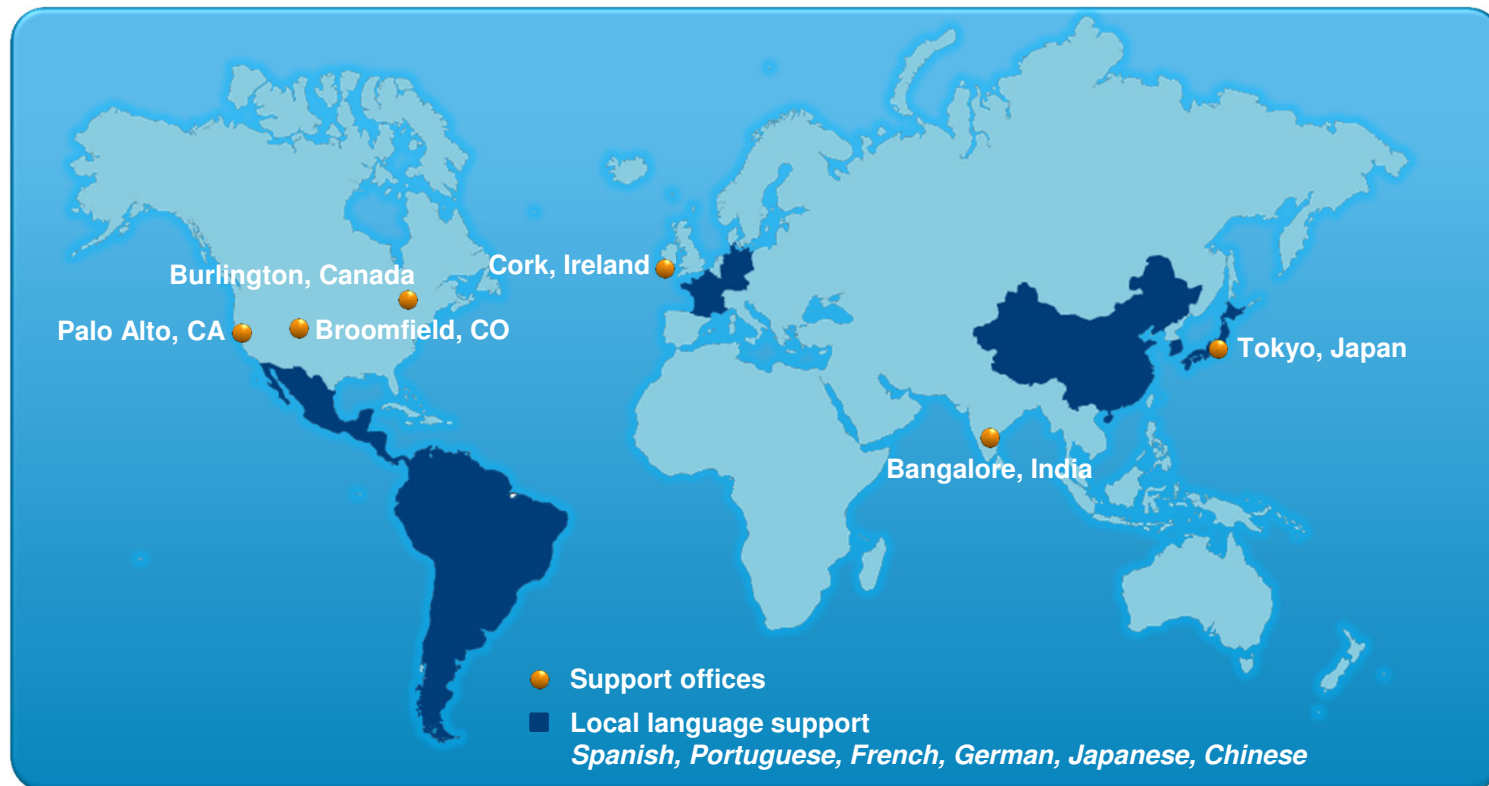 Burlington, Canada
Cork, Ireland
Palo Alto, CA
Broomfield, CO
Tokyo, Japan
Bangalore, India
Support offices
Local language support
Spanish, Portuguese, French, German, Japanese, Chinese